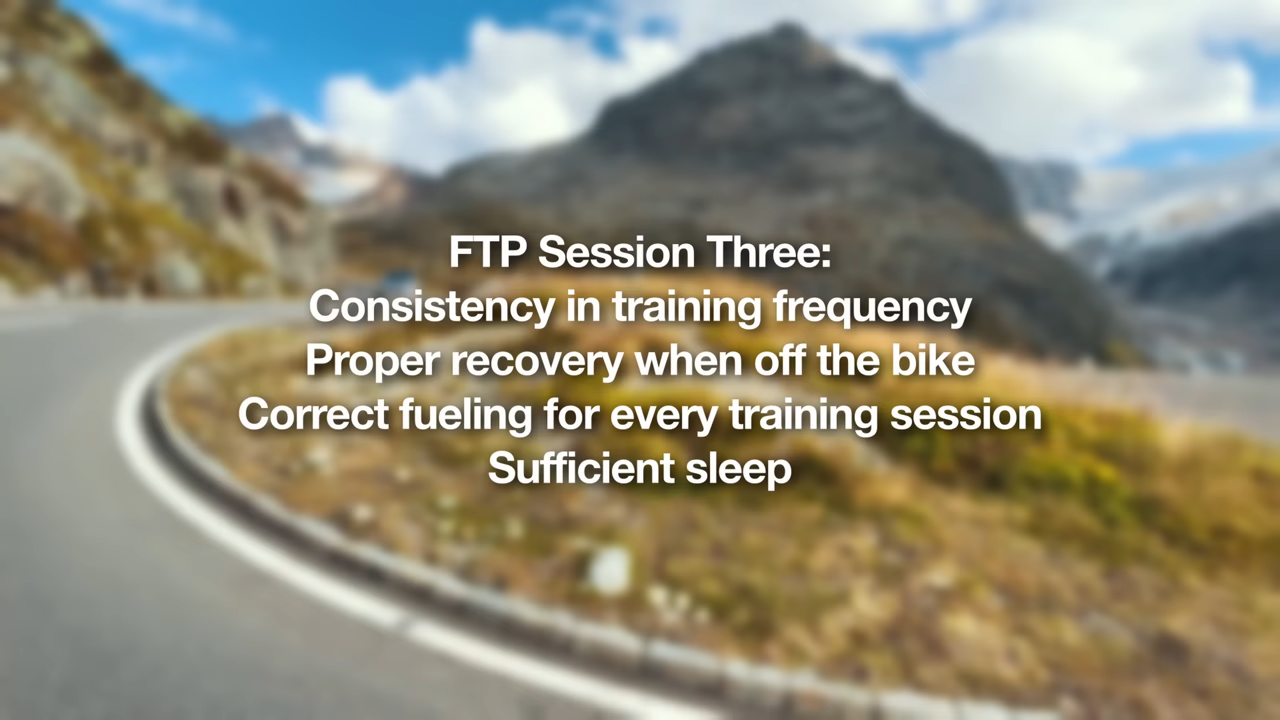 FTP Session Three:
Consistency in training frequency
Proper recovery when off the bike
Correct fueling for every training session
Sufficient sleep